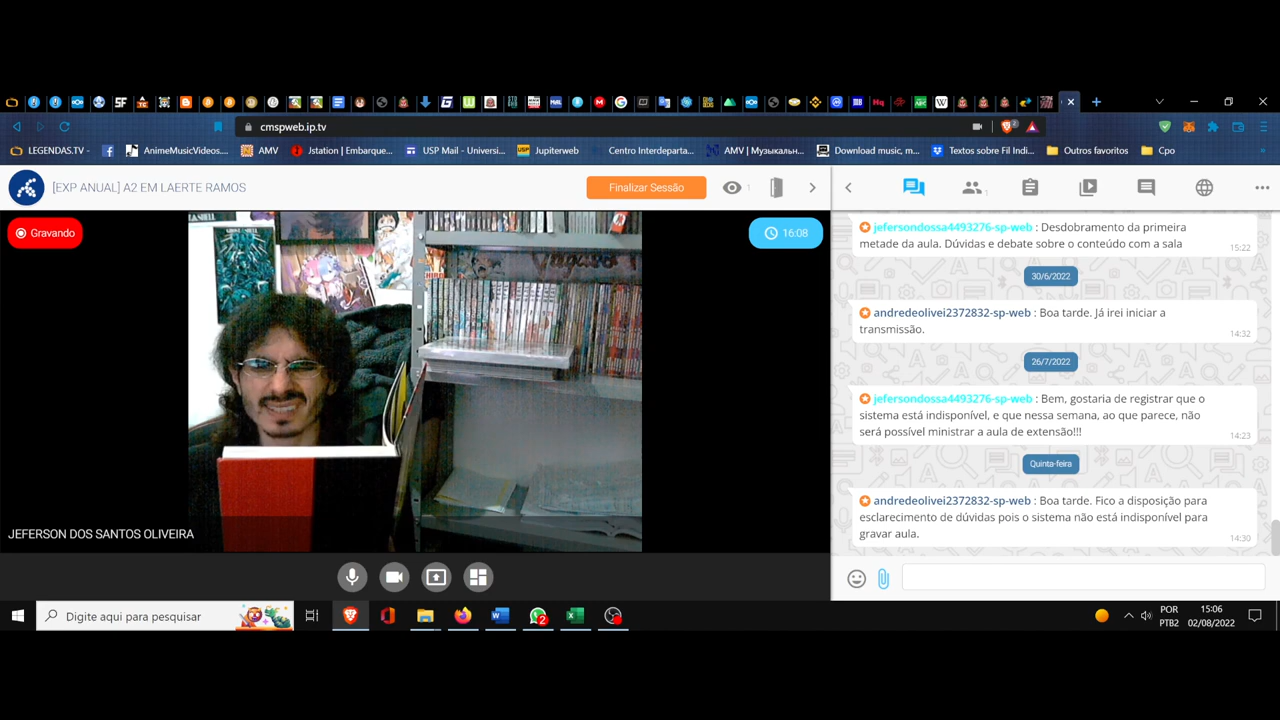 cmspweb.ip.tv
2
LEGENDAS.TV -
AnimeMusicVideos...
AMV
Jstation | Embarque...
USP Mail - Universi...
Jupiterweb
Centro Interdeparta...
AMV | Музыкальн...
Download music, m...
Textos sobre Fil Indi...
Outros favoritos
Cpo
[EXP ANUAL] A2 EM LAERTE RAMOS
Finalizar Sessão
1
1
Gravando
16:08
JEFERSON DOS SANTOS OLIVEIRA
jefersondossa4493276-sp-web : Desdobramento da primeira
metade da aula. Dúvidas e debate sobre o conteúdo com a sala
15:22
30/6/2022
andredeolivei2372832-sp-web : Boa tarde. Já irei iniciar a
transmissão.
14:32
26/7/2022
jefersondossa4493276-sp-web : Bem, gostaria de registrar que o
sistema está indisponível, e que nessa semana, ao que parece, não
será possível ministrar a aula de extensão!!!
14:23
Quinta-feira
andredeolivei2372832-sp-web : Boa tarde. Fico a disposição para
esclarecimento de dúvidas pois o sistema não está indisponível para
gravar aula.
14:30
Digite aqui para pesquisar
2
POR
PTB2
15:06
02/08/2022